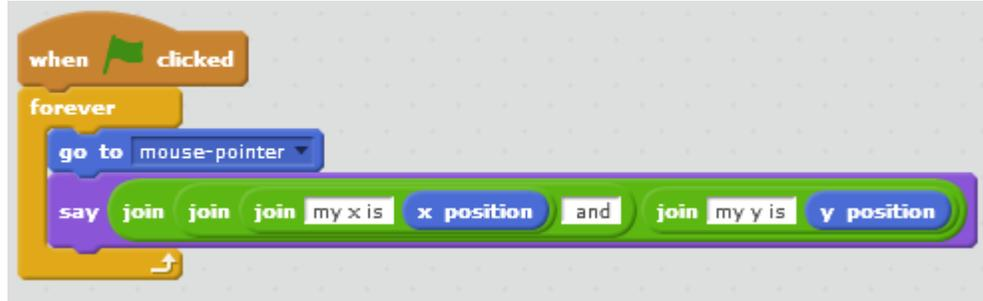 when clicked
forever
go to mouse-pointer
say join join join my x is x position and join my y is y position